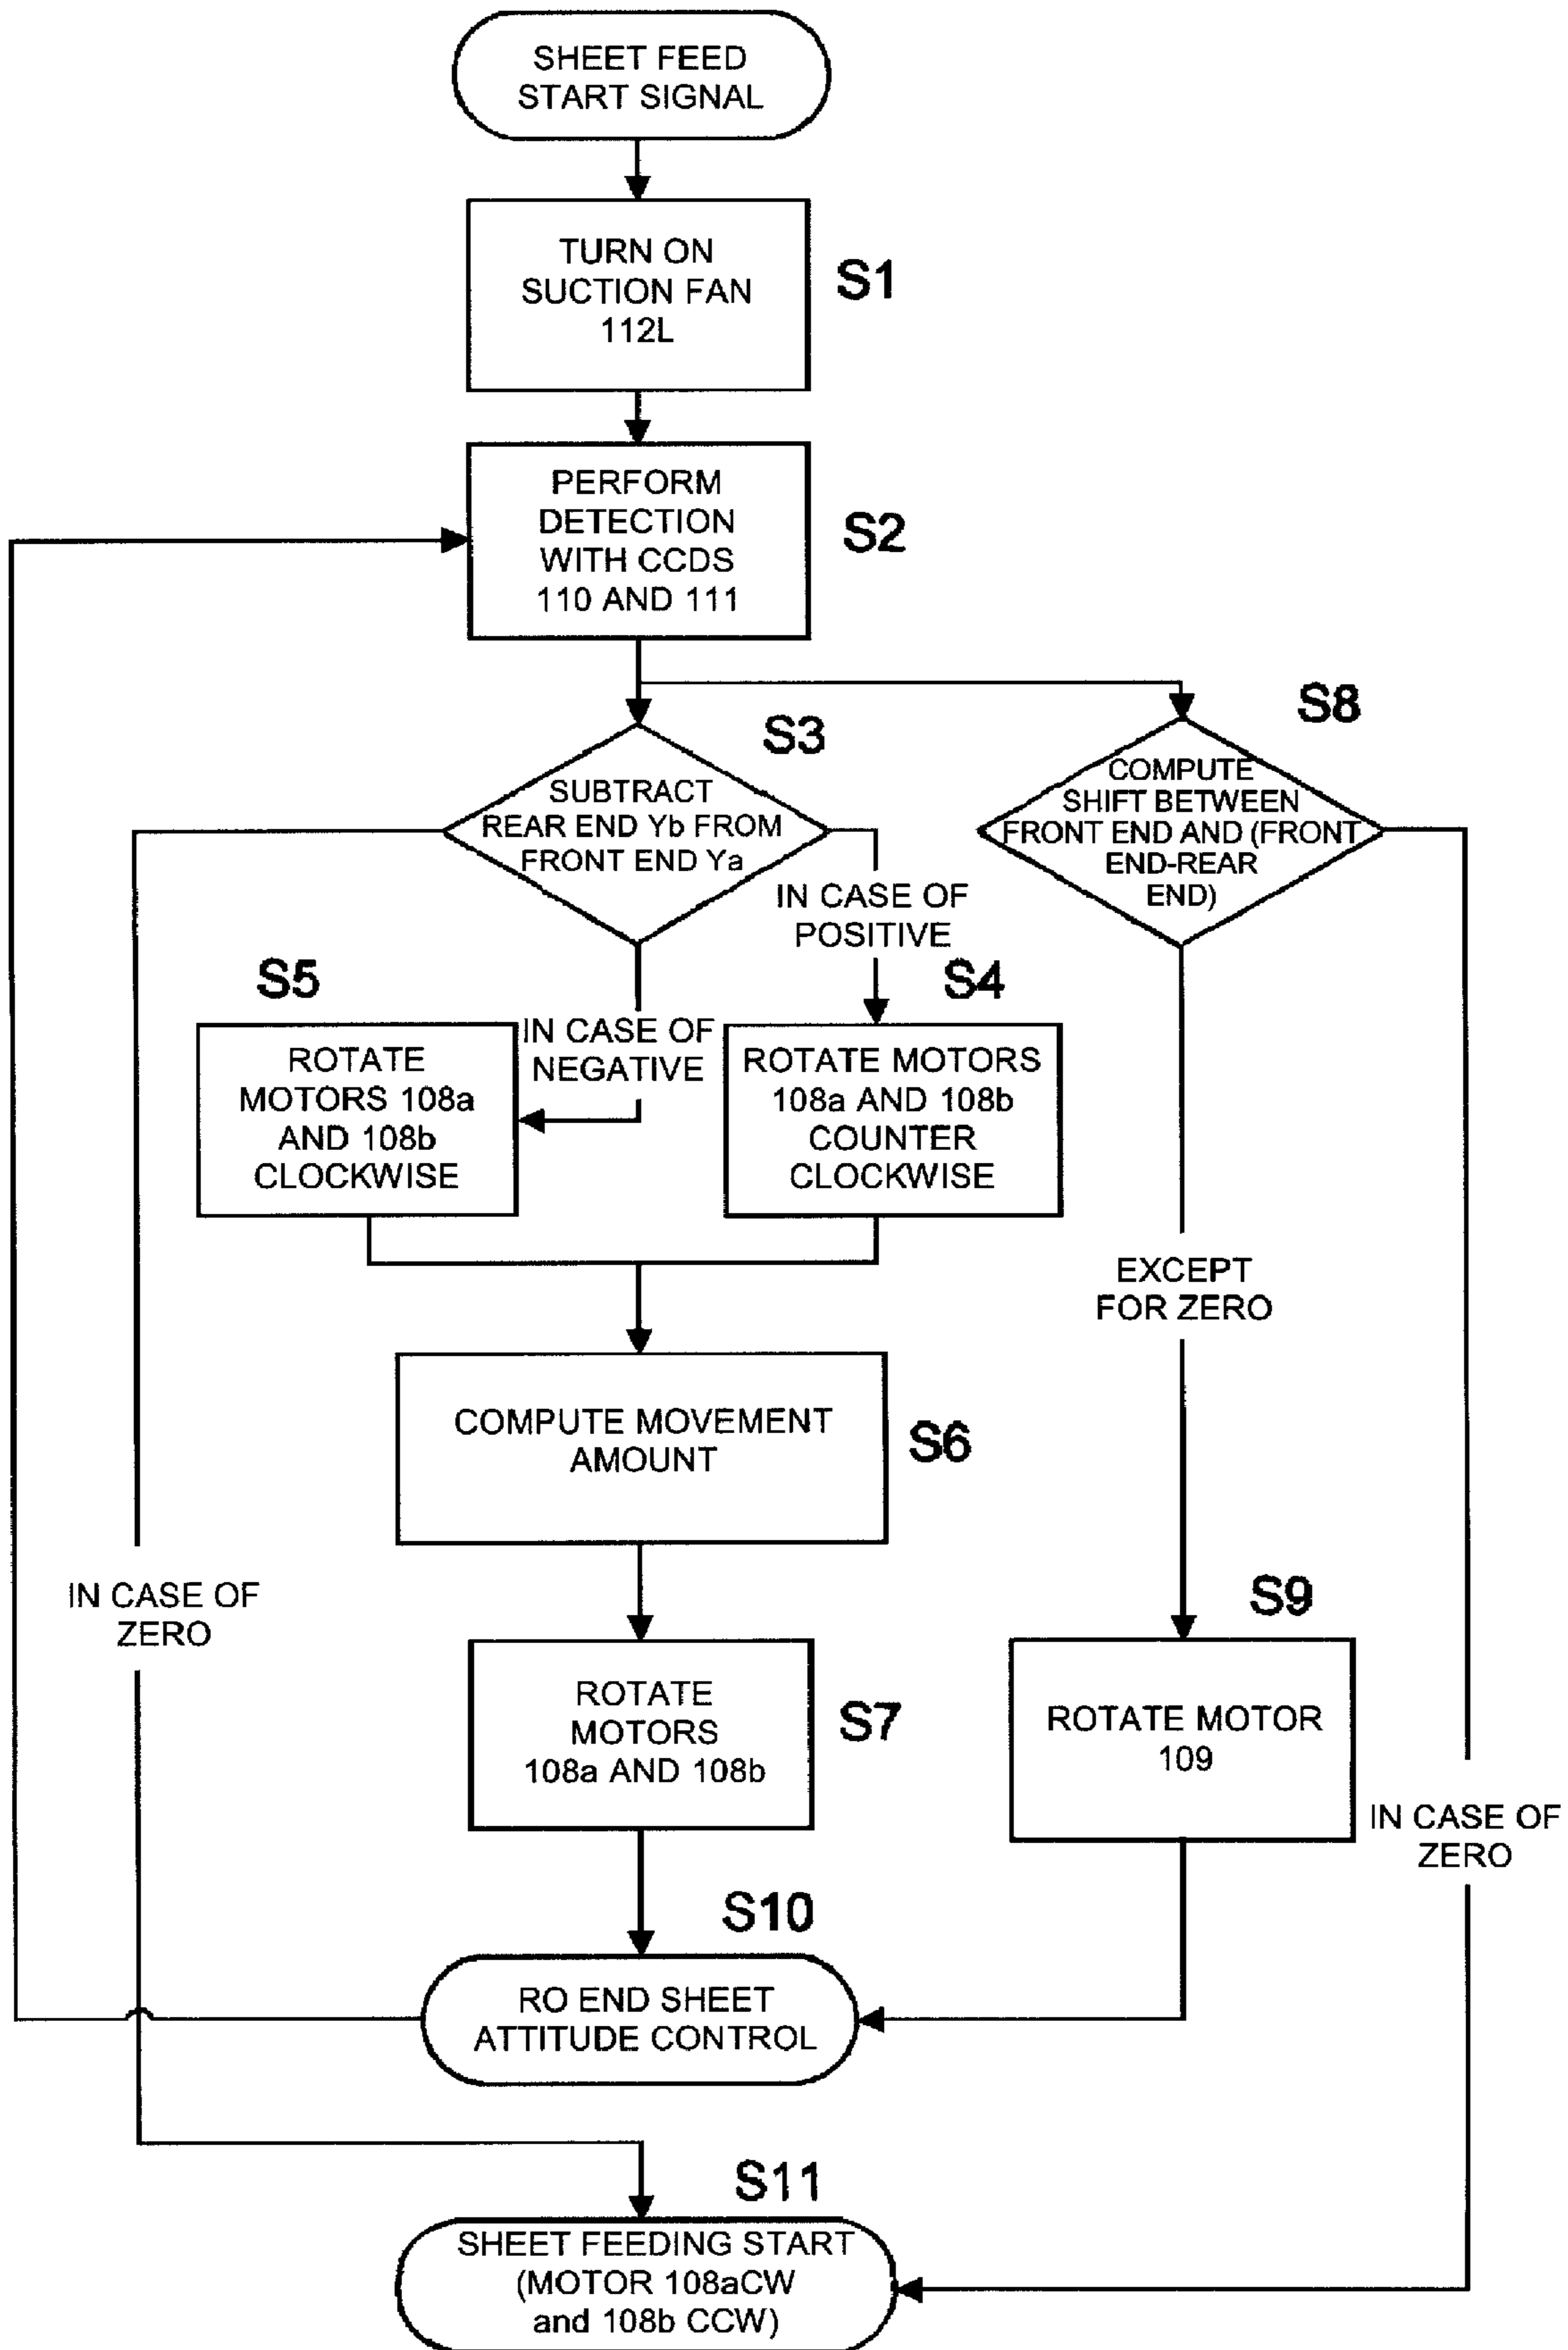 SHEET FEED
START SIGNAL
TURN ON
SUCTION FAN
112L
S1
PERFORM
DETECTION
WITH CCDS
110 AND 111
S2
S3
SUBTRACT
REAR END Yb FROM
FRONT END Ya
S8
COMPUTE
SHIFT BETWEEN
FRONT END AND (FRONT
END-REAR
END)
IN CASE OF
POSITIVE
S5
S4
IN CASE OF
NEGATIVE
ROTATE
MOTORS 108a
AND 108b
CLOCKWISE
ROTATE MOTORS
108a AND 108b
COUNTER
CLOCKWISE
EXCEPT
FOR ZERO
COMPUTE MOVEMENT
AMOUNT
S6
IN CASE OF
ZERO
S9
ROTATE
MOTORS
108a AND 108b
S7
ROTATE MOTOR
109
IN CASE OF
ZERO
S10
RO END SHEET
ATTITUDE CONTROL
S11
SHEET FEEDING START
(MOTOR 108aCW
and 108b CCW)